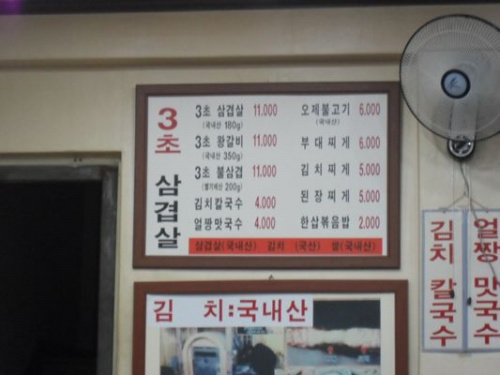 3초 삼겹살
3초 삼겹살 11.000
(국내산 180g)
3초 왕갈비 11.000
(국내산 350g)
3초 불삼겹 11.000
(벨기에산 200g)
김치칼국수 4.000
얼짱맛국수 4.000
오제불고기 6.000
(국내산)
부대찌게 6.000
김치찌게 5.000
된장찌게 5.000
한삽볶음밥 2.000
삼겹살(국내산) 김치 (국산) 쌀(국내산)
김 치:국내산
김치 칼국수
얼짱 맛국수